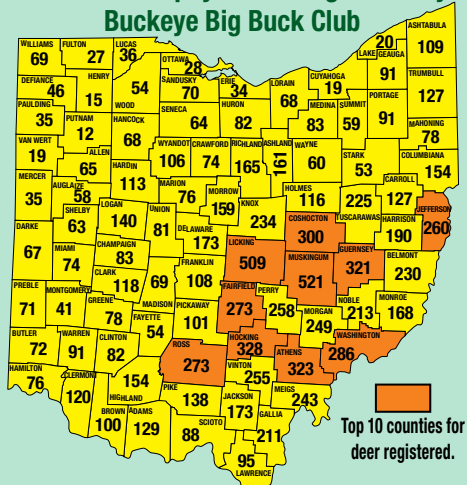 Buckeye Big Buck Club
WILLIAMS 69
FULTON 27
LUCAS 36
OTTAWA 28
LAKE 20
GEAUGA 91
ASHTABULA 109
DEFIANCE 46
HENRY 15
WOOD 54
SANDUSKY 70
ERIE 34
LORAIN 68
CUYAHOGA 19
TRUMBULL 127
PAULDING 35
PUTNAM 12
HANCOCK 68
SENECA 64
HURON 82
MEDINA 83
SUMMIT 59
PORTAGE 91
MAHONING 78
VAN WERT 19
ALLEN 65
WYANDOT 106
CRAWFORD 74
RICHLAND 165
ASHLAND 161
WAYNE 60
STARK 53
COLUMBIANA 154
MERCER 35
AUGLAIZE 58
HARDIN 113
MARION 76
MORROW 159
HOLMES 116
TUSCARAWAS 225
CARROLL 127
JEFFERSON 260
SHELBY 63
LOGAN 140
UNION 81
DELAWARE 173
KNOX 234
COSHOCTON 300
HARRISON 190
DARKE 67
MIAMI 74
CHAMPAIGN 83
LICKING 509
MUSKINGUM 521
GUERNSEY 321
BELMONT 230
CLARK 118
MADISON 69
FRANKLIN 108
PREBLE 71
MONTGOMERY 41
GREENE 78
FAYETTE 54
PICKAWAY 101
FAIRFIELD 273
PERRY 258
MORGAN 249
NOBLE 213
MONROE 168
BUTLER 72
WARREN 91
CLINTON 82
ROSS 273
HOCKING 328
ATHENS 323
WASHINGTON 286
HAMILTON 76
CLERMONT 120
HIGHLAND 154
PIKE 138
VINTON 255
MEIGS 243
BROWN 100
ADAMS 129
SCIOTO 88
JACKSON 173
GALLIA 211
LAWRENCE 95
Top 10 counties for
deer registered.